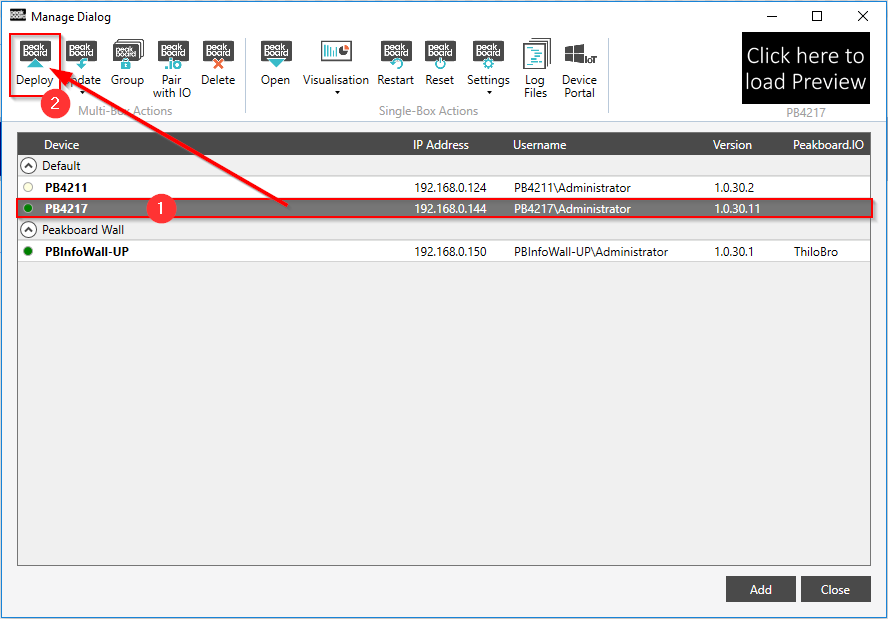 Manage Dialog
peak board peak board peak board peak board peak board peak board peak board peak board peak board
Deploy Update Group Pair with IO Delete Open Visualisation Restart Reset Settings Log Files Device Portal
.io
IoT
2
Multi-Box Actions
Single-Box Actions
Click here to
load Preview
PB4217
Device IP Address Username Version Peakboard.IO
Default
PB4211 192.168.0.124 PB4211\Administrator 1.0.30.2
PB4217 1 192.168.0.144 PB4217\Administrator 1.0.30.11
Peakboard Wall
PBInfoWall-UP 192.168.0.150 PBInfoWall-UP\Administrator 1.0.30.1 ThiloBro
Add Close